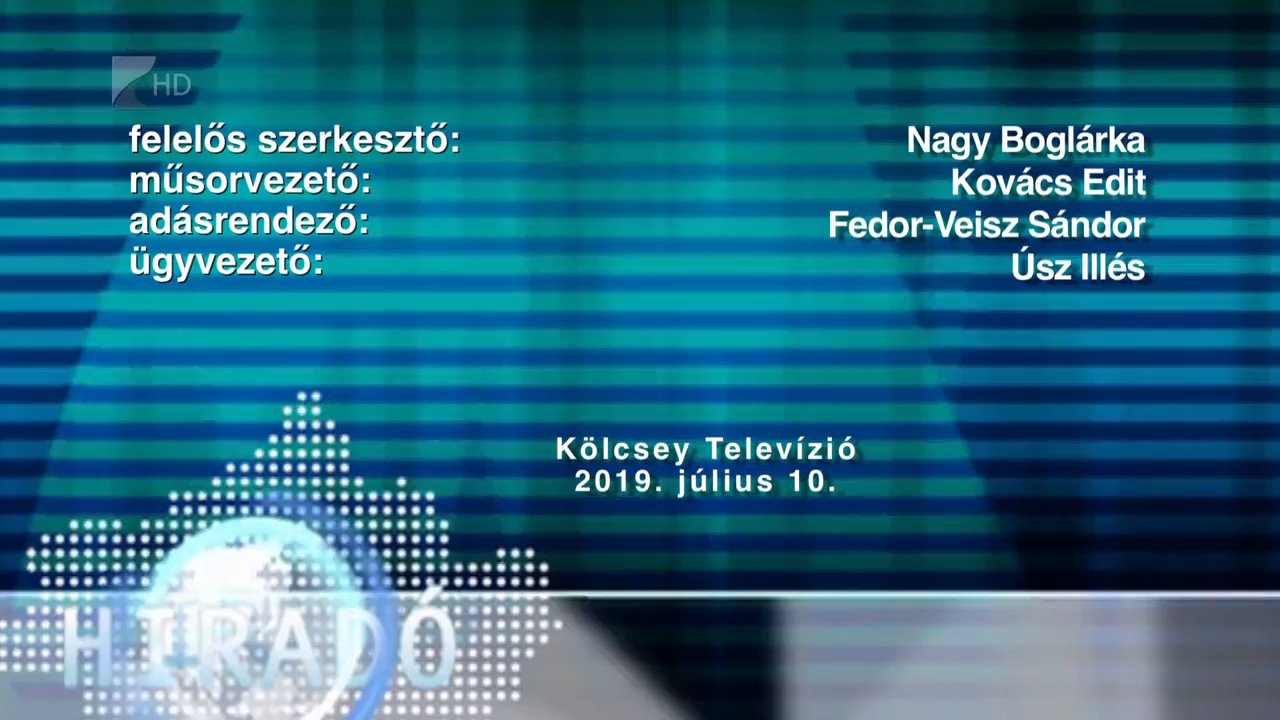 HD
felelős szerkesztő: Nagy Boglárka
műsorvezető: Kovács Edit
adásrendező: Fedor-Veisz Sándor
ügyvezető: Úsz Illés
Kölcsey Televízió
2019. július 10.
HÍRADÓ